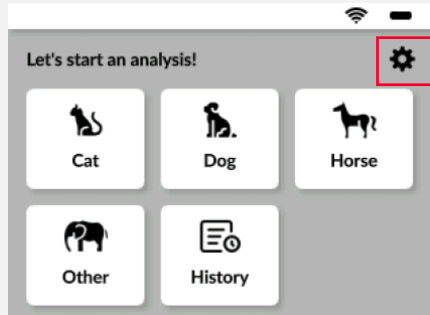 Let's start an analysis!
Cat
Dog
Horse
Other
History